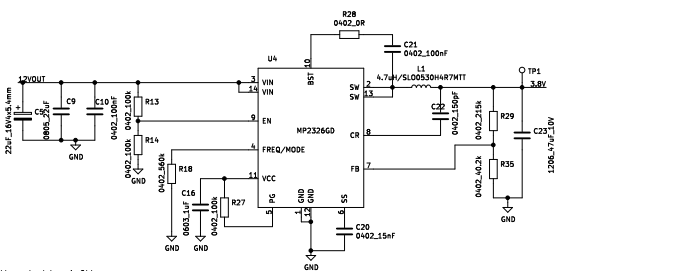 R28
0402_0R
C21
0402_100nF
U4
10
BST
L1
4.7uH/SLO0530H4R7MTT
TP1
3.8V
12VOUT
3
VIN
14
VIN
SW
2
SW
13
22uF_16V4x5.4mm
C9
0805_22uF
C10
0402_100nF
R13
0402_100k
R14
0402_100k
GND
GND
9
EN
MP2326GD
CR
8
C22
0402_150pF
R29
0402_215k
C23
1206_47uF_10V
4
FREQ/MODE
R18
0402_560k
FB
7
R35
0402_40.2k
GND
11
VCC
C16
0603_1uF
R27
0402_100k
PG
5
GND
1
GND
12
SS
6
C20
0402_15nF
GND
GND
GND